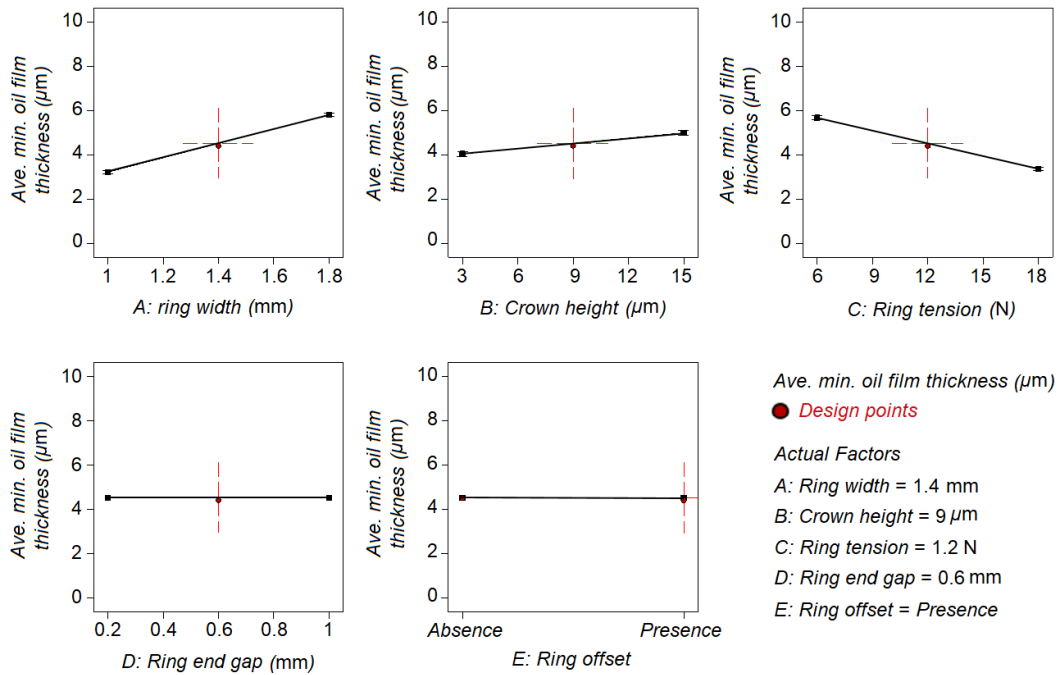 Ave. min. oil film
thickness (µm)
10
8
6
4
2
0
1 1.2 1.4 1.6 1.8
A: ring width (mm)
Ave. min. oil film
thickness (µm)
10
8
6
4
2
0
3 6 9 12 15
B: Crown height (µm)
Ave. min. oil film
thickness (µm)
10
8
6
4
2
0
6 9 12 15 18
C: Ring tension (N)
Ave. min. oil film
thickness (µm)
10
8
6
4
2
0
0.2 0.4 0.6 0.8 1
D: Ring end gap (mm)
Ave. min. oil film
thickness (µm)
10
8
6
4
2
0
Absence Presence
E: Ring offset
Ave. min. oil film thickness (µm)
Design points
Actual Factors
A: Ring width = 1.4 mm
B: Crown height = 9 µm
C: Ring tension = 1.2 N
D: Ring end gap = 0.6 mm
E: Ring offset = Presence